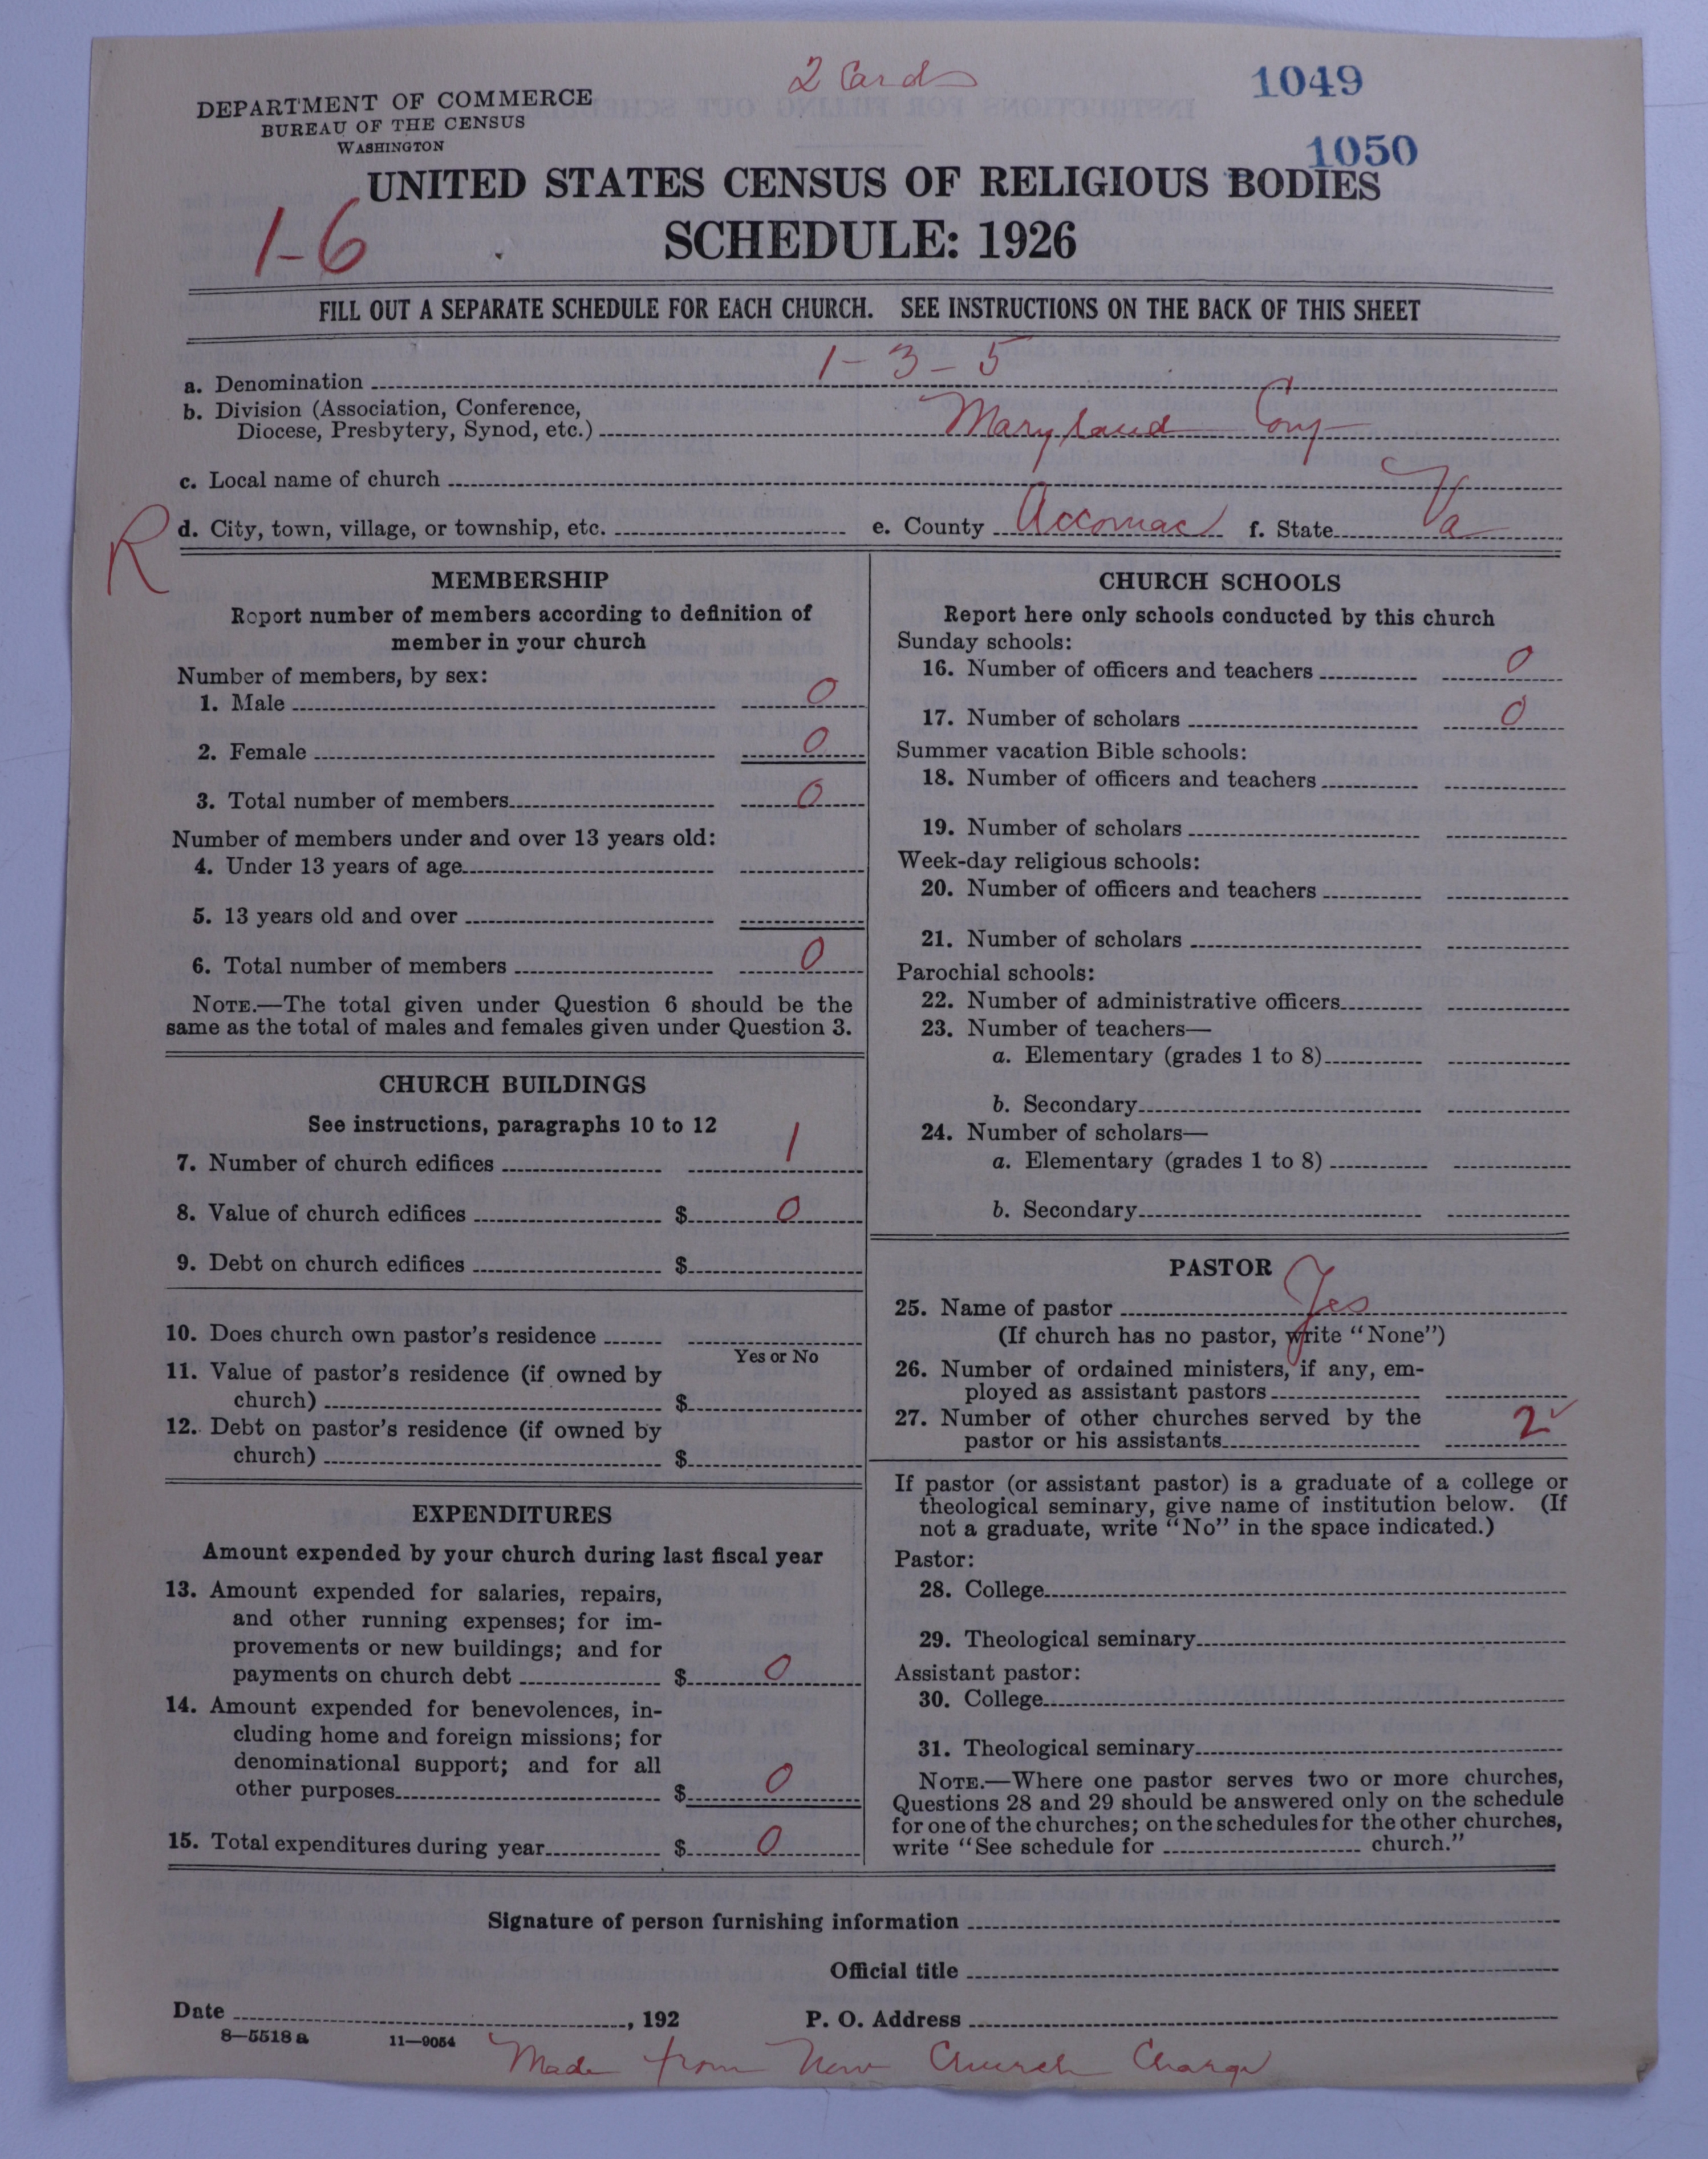 2 Cards
1049
DEPARTMENT OF COMMERCE
BUREAU OF THE CENSUS
WASHINGTON
1050
UNITED STATES CENSUS OF RELIGIOUS BODIES
1-6
SCHEDULE: 1926
FILL OUT A SEPARATE SCHEDULE FOR EACH CHURCH. SEE INSTRUCTIONS ON THE BACK OF THIS SHEET
a. Denomination 1-3-5
b. Division (Association, Conference,
Diocese, Presbytery, Synod, etc.) Maryland
c. Local name of church
R
d. City, town, village, or township, etc. e. County Accomac f. State Va
MEMBERSHIP
Report number of members according to definition of
member in your church
Number of members, by sex:
1. Male 0
2. Female 0
3. Total number of members 0
Number of members under and over 13 years old:
4. Under 13 years of age
5. 13 years old and over
6. Total number of members 0
NOTE.—The total given under Question 6 should be the
same as the total of males and females given under Question 3.
CHURCH BUILDINGS
See instructions, paragraphs 10 to 12
7. Number of church edifices 1
8. Value of church edifices $ 0
9. Debt on church edifices $
10. Does church own pastor's residence
Yes or No
11. Value of pastor's residence (if owned by
church) $
12. Debt on pastor's residence (if owned by
church) $
EXPENDITURES
Amount expended by your church during last fiscal year
13. Amount expended for salaries, repairs,
and other running expenses; for im-
provements or new buildings; and for
payments on church debt $ 0
14. Amount expended for benevolences, in-
cluding home and foreign missions; for
denominational support; and for all
other purposes $ 0
15. Total expenditures during year $ 0
CHURCH SCHOOLS
Report here only schools conducted by this church
Sunday schools:
16. Number of officers and teachers 0
17. Number of scholars 0
Summer vacation Bible schools:
18. Number of officers and teachers
19. Number of scholars
Week-day religious schools:
20. Number of officers and teachers
21. Number of scholars
Parochial schools:
22. Number of administrative officers
23. Number of teachers—
a. Elementary (grades 1 to 8)
b. Secondary
24. Number of scholars—
a. Elementary (grades 1 to 8)
b. Secondary
PASTOR
25. Name of pastor Yes
(If church has no pastor, write "None")
26. Number of ordained ministers, if any, em-
ployed as assistant pastors
27. Number of other churches served by the
pastor or his assistants 2 ✓
If pastor (or assistant pastor) is a graduate of a college or
theological seminary, give name of institution below. (If
not a graduate, write "No" in the space indicated.)
Pastor:
28. College
29. Theological seminary
Assistant pastor:
30. College
31. Theological seminary
NOTE.—Where one pastor serves two or more churches,
Questions 28 and 29 should be answered only on the schedule
for one of the churches; on the schedules for the other churches,
write "See schedule for church."
Signature of person furnishing information
Official title
Date , 192 P. O. Address
8—5518 a 11—9054
Made from New Church Charge